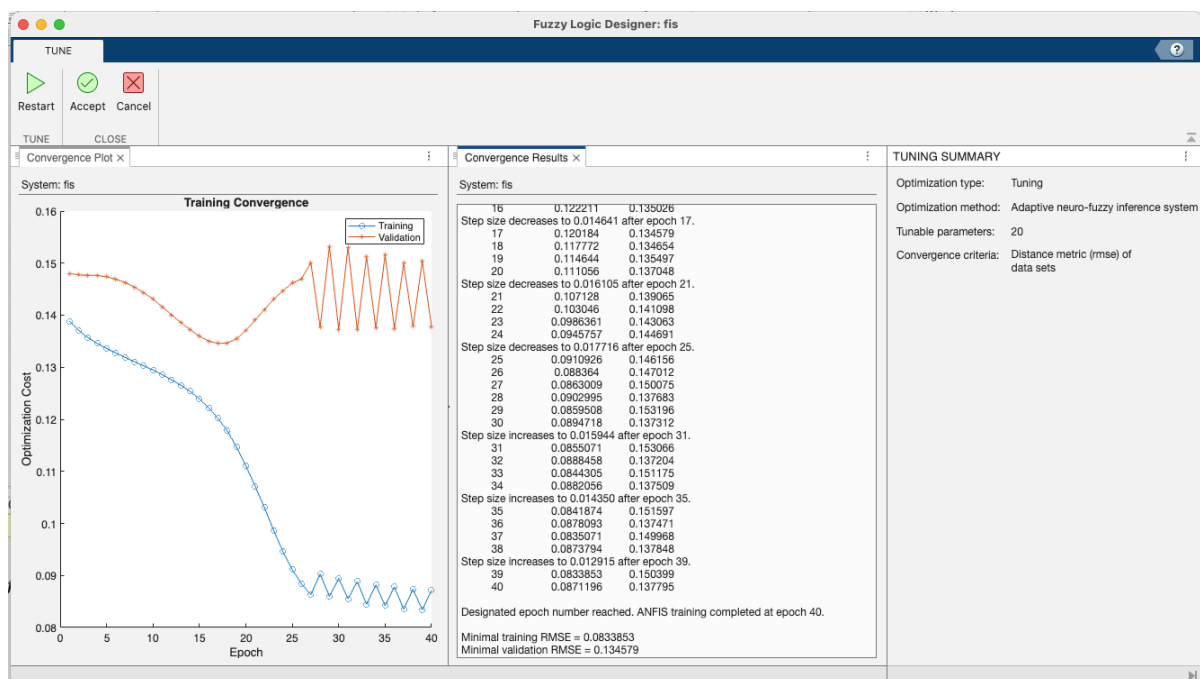 Fuzzy Logic Designer: fis
TUNE
?
Restart
Accept
Cancel
TUNE
CLOSE
Convergence Plot ×
System: fis
Training Convergence
Training
Validation
0.16
0.15
0.14
0.13
0.12
0.11
0.1
0.09
0.08
Optimization Cost
0 5 10 15 20 25 30 35 40
Epoch
Convergence Results ×
System: fis
16 0.122211 0.135026
Step size decreases to 0.014641 after epoch 17.
17 0.120184 0.134579
18 0.117772 0.134654
19 0.114644 0.135497
20 0.111056 0.137048
Step size decreases to 0.016105 after epoch 21.
21 0.107128 0.139065
22 0.103046 0.141098
23 0.0986361 0.143063
24 0.0945757 0.144691
Step size decreases to 0.017716 after epoch 25.
25 0.0910926 0.146156
26 0.088364 0.147012
27 0.0863009 0.150075
28 0.0902995 0.137683
29 0.0859508 0.153196
30 0.0894718 0.137312
Step size increases to 0.015944 after epoch 31.
31 0.0855071 0.153066
32 0.0888458 0.137204
33 0.0844305 0.151175
34 0.0882056 0.137509
Step size increases to 0.014350 after epoch 35.
35 0.0841874 0.151597
36 0.0878093 0.137471
37 0.0835071 0.149968
38 0.0873794 0.137848
Step size increases to 0.012915 after epoch 39.
39 0.0833853 0.150399
40 0.0871196 0.137795
Designated epoch number reached. ANFIS training completed at epoch 40.
Minimal training RMSE = 0.0833853
Minimal validation RMSE = 0.134579
TUNING SUMMARY
Optimization type: Tuning
Optimization method: Adaptive neuro-fuzzy inference system
Tunable parameters: 20
Convergence criteria: Distance metric (rmse) of
data sets